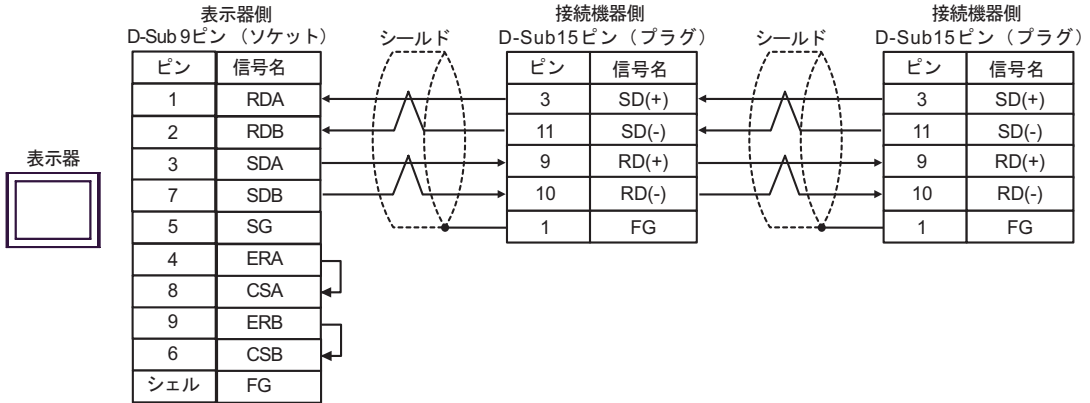 表示器
表示器側
D-Sub 9ピン（ソケット）
ピン 信号名
1 RDA
2 RDB
3 SDA
7 SDB
5 SG
4 ERA
8 CSA
9 ERB
6 CSB
シェル FG
シールド
接続機器側
D-Sub15ピン（プラグ）
ピン 信号名
3 SD(+)
11 SD(-)
9 RD(+)
10 RD(-)
1 FG
シールド
接続機器側
D-Sub15ピン（プラグ）
ピン 信号名
3 SD(+)
11 SD(-)
9 RD(+)
10 RD(-)
1 FG